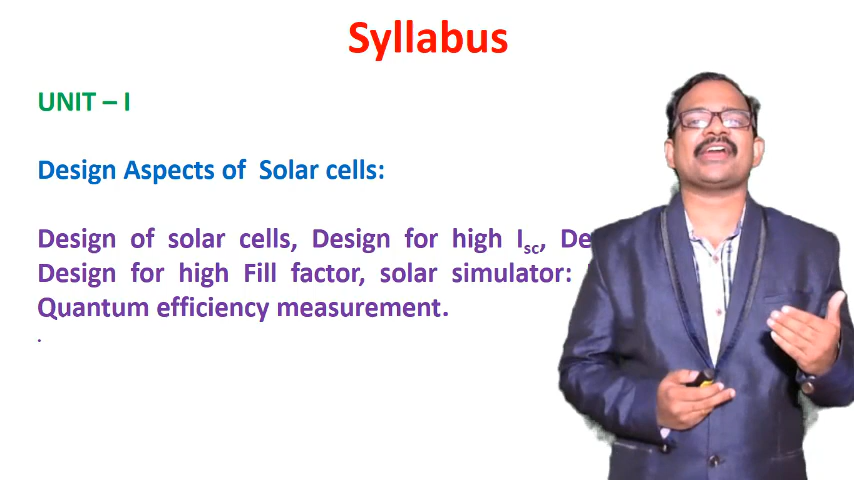 Syllabus
UNIT – I
Design Aspects of Solar cells:
Design of solar cells, Design for high Isc,
Design for high Fill factor, solar simulator:
Quantum efficiency measurement.
.